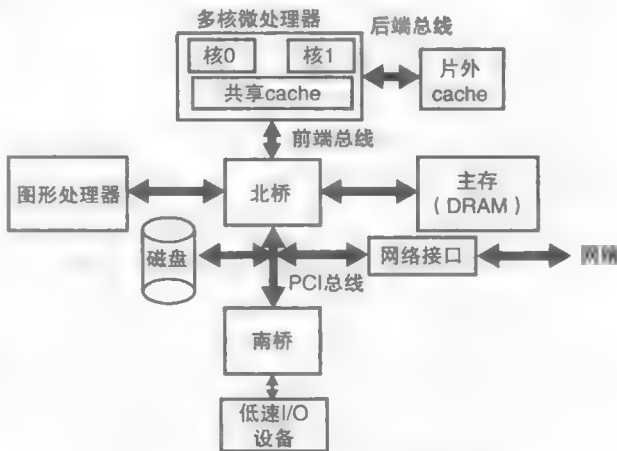 多核微处理器
后端总线
核0
核1
共享cache
片外
cache
前端总线
图形处理器
北桥
主存
(DRAM)
磁盘
网络接口
PCI总线
南桥
低速I/O
设备